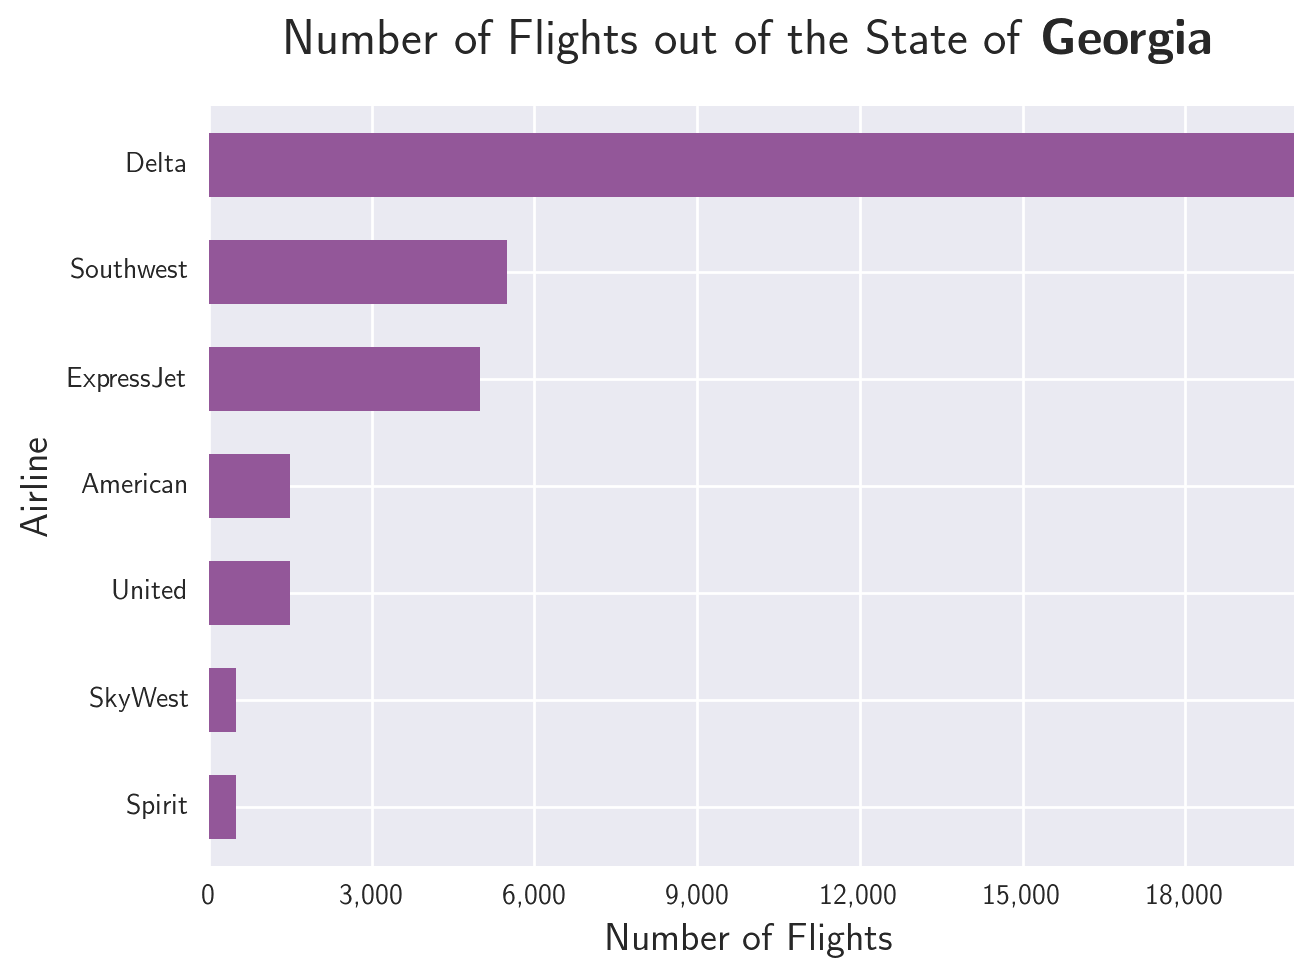 Number of Flights out of the State of Georgia
Delta
Southwest
ExpressJet
American
United
SkyWest
Spirit
Airline
0 3,000 6,000 9,000 12,000 15,000 18,000
Number of Flights